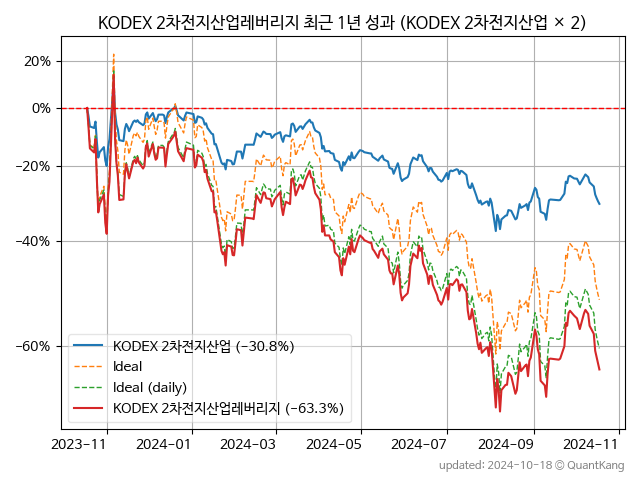 KODEX 2차전지산업레버리지 최근 1년 성과 (KODEX 2차전지산업 × 2)
20%
0%
−20%
−40%
−60%
KODEX 2차전지산업 (−30.8%)
Ideal
Ideal (daily)
KODEX 2차전지산업레버리지 (−63.3%)
2023-11
2024-01
2024-03
2024-05
2024-07
2024-09
2024-11
updated: 2024-10-18 © QuantKang